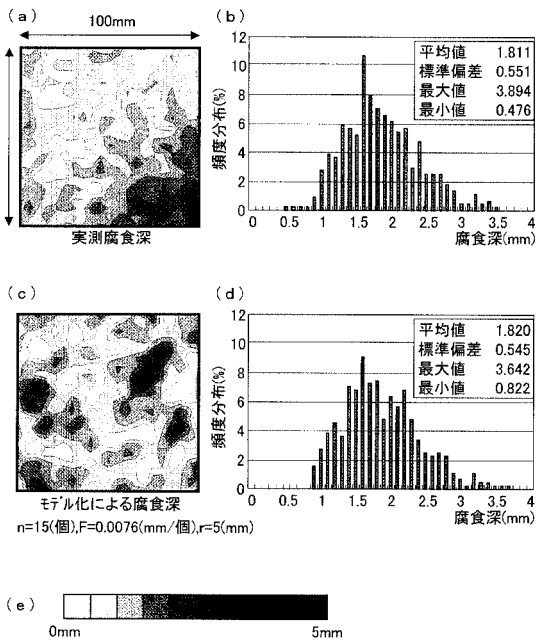 (a)
100mm
実測腐食深
(b)
頻度分布(%)
12
10
8
6
4
2
0
平均値 1.811
標準偏差 0.551
最大値 3.894
最小値 0.476
0 0.5 1 1.5 2 2.5 3 3.5 4
腐食深(mm)
(c)
モデル化による腐食深
n=15(個),F=0.0076(mm/個),r=5(mm)
(d)
頻度分布(%)
12
10
8
6
4
2
0
平均値 1.820
標準偏差 0.545
最大値 3.642
最小値 0.822
0 0.5 1 1.5 2 2.5 3 3.5 4
腐食深(mm)
(e)
0mm 5mm